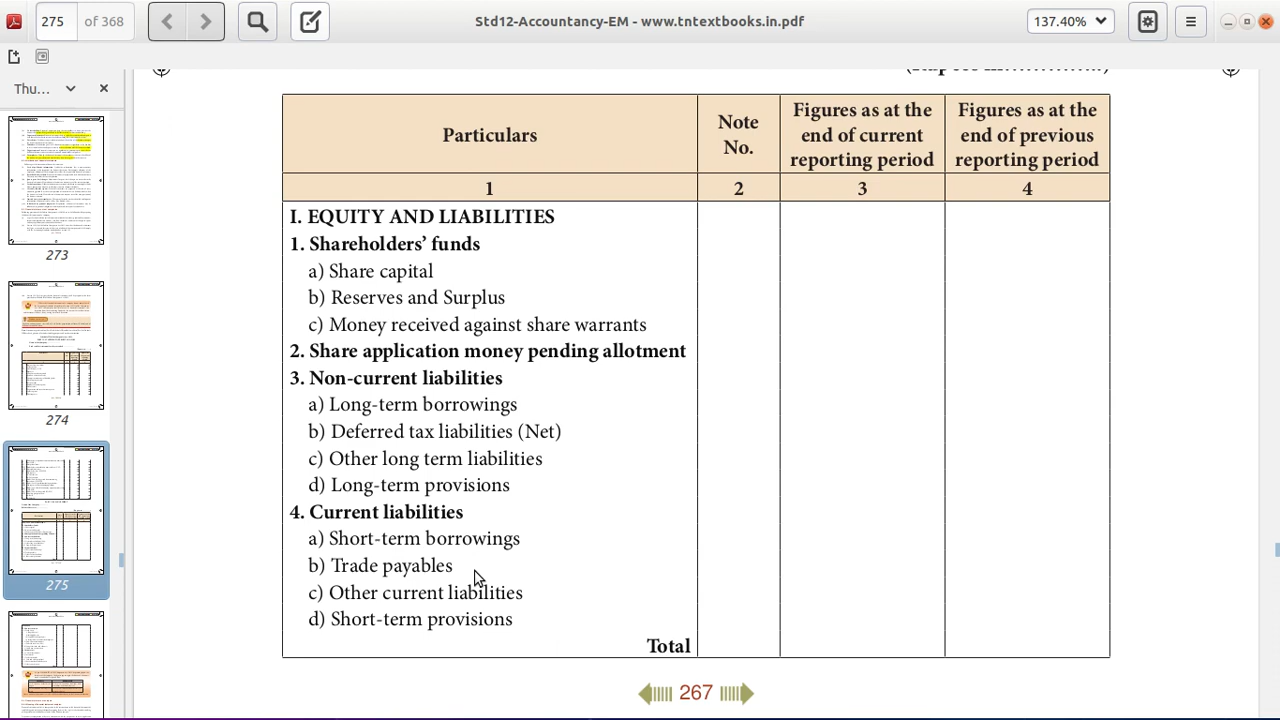 275 of 368 Std12-Accountancy-EM - www.tntextbooks.in.pdf 137.40%
Thu...
273
274
275
Particulars
Note No.
Figures as at the end of current reporting period
Figures as at the end of previous reporting period
1 2 3 4
I. EQUITY AND LIABILITIES
1. Shareholders’ funds
a) Share capital
b) Reserves and Surplus
c) Money received against share warrants
2. Share application money pending allotment
3. Non-current liabilities
a) Long-term borrowings
b) Deferred tax liabilities (Net)
c) Other long term liabilities
d) Long-term provisions
4. Current liabilities
a) Short-term borrowings
b) Trade payables
c) Other current liabilities
d) Short-term provisions
Total
267